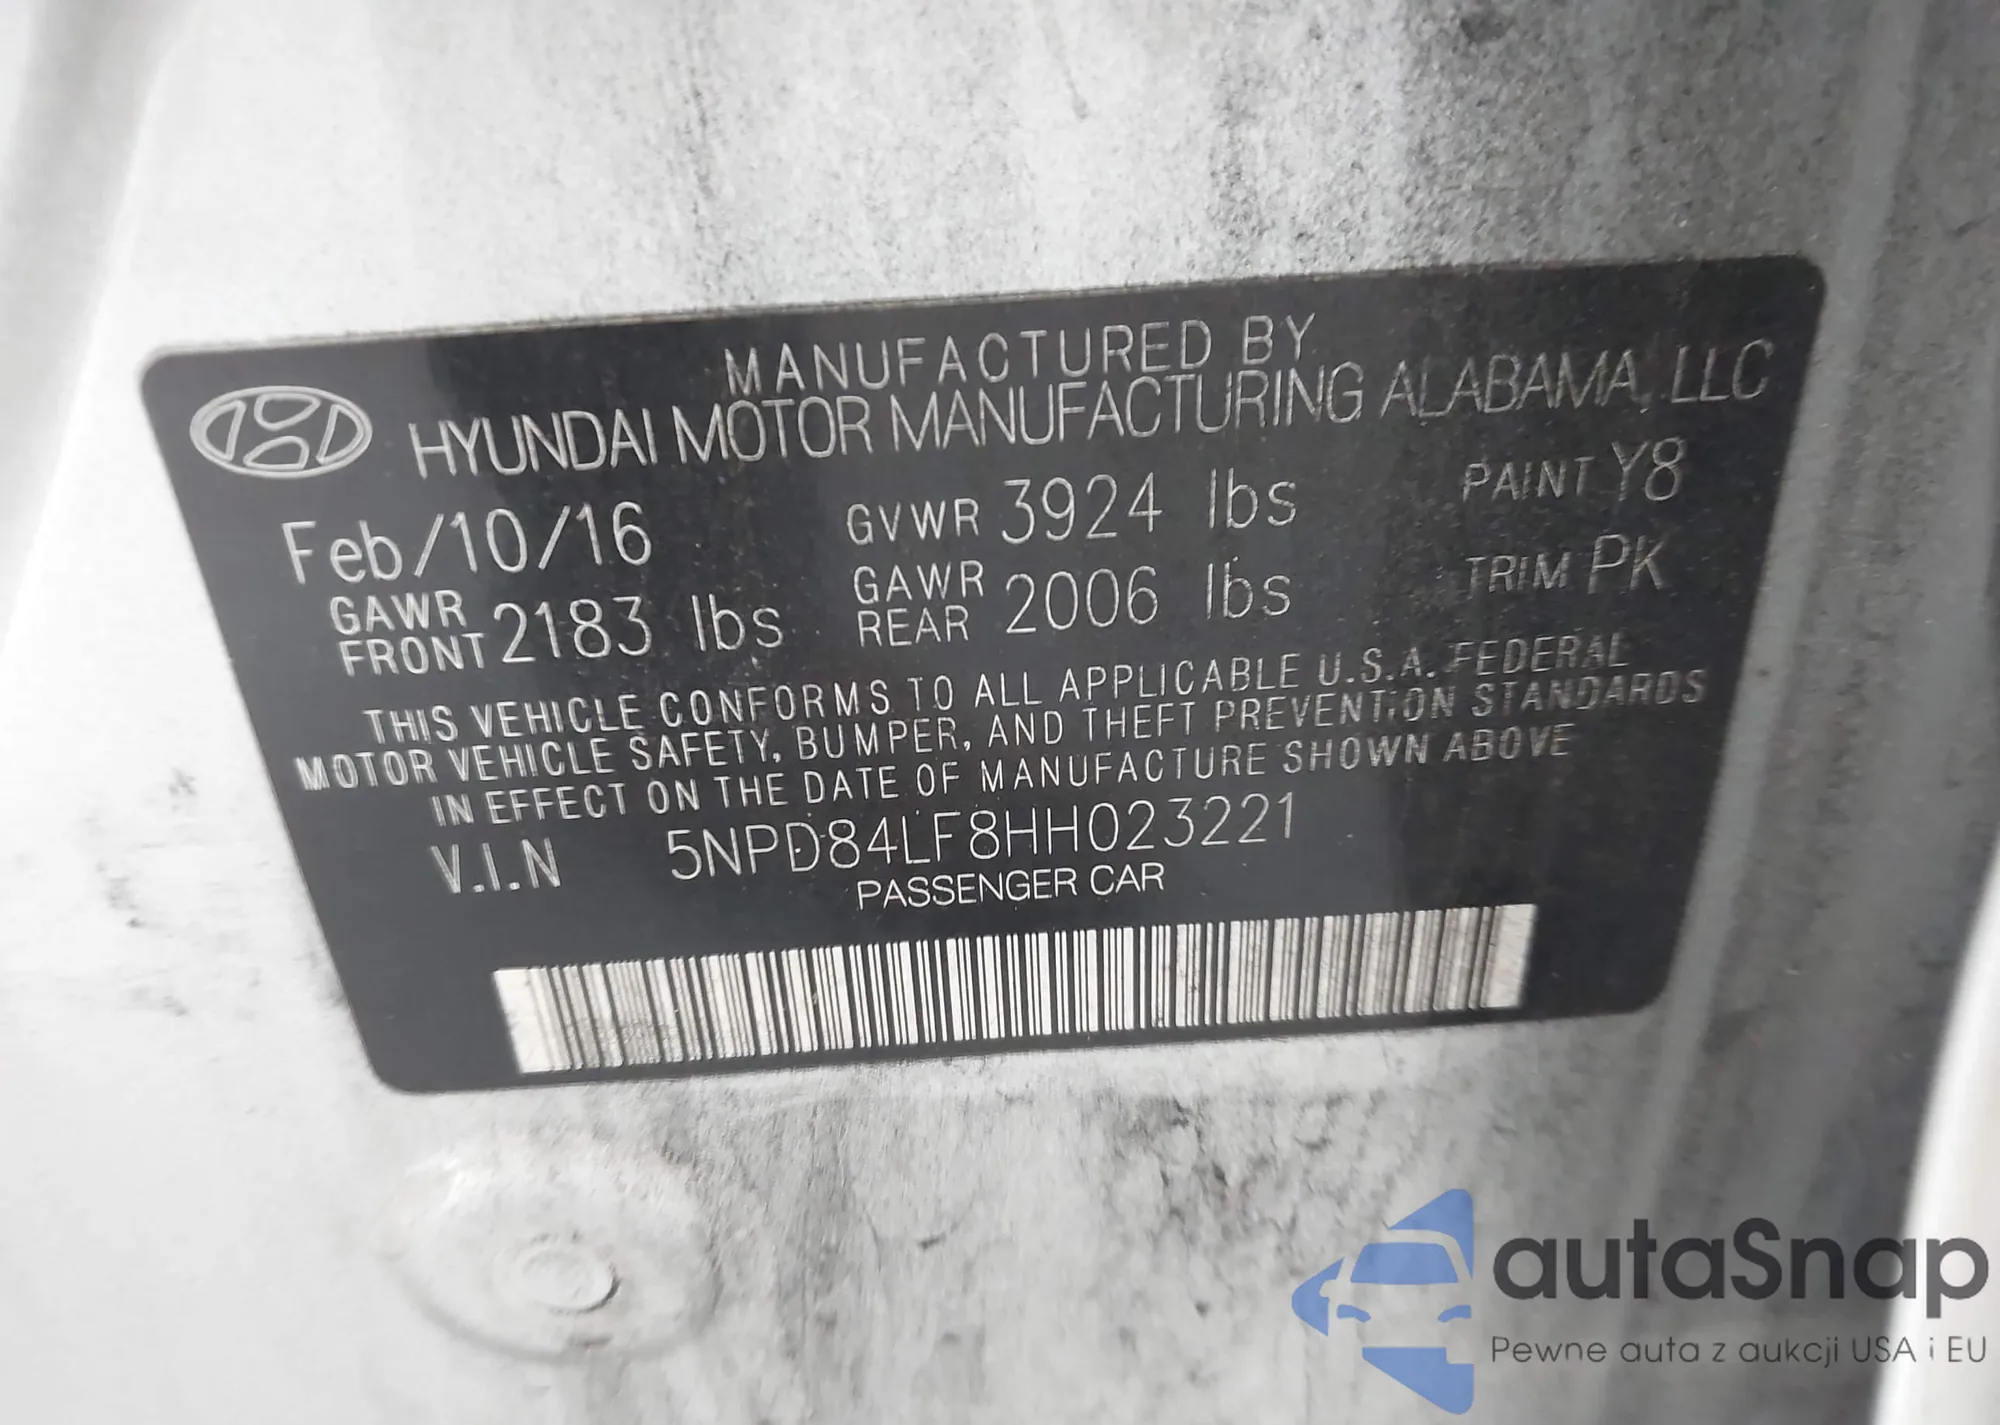 MANUFACTURED BY
HYUNDAI MOTOR MANUFACTURING ALABAMA, LLC
Feb/10/16 GVWR 3924 lbs PAINT Y8
GAWR FRONT 2183 lbs GAWR REAR 2006 lbs TRIM PK
THIS VEHICLE CONFORMS TO ALL APPLICABLE U.S.A. FEDERAL
MOTOR VEHICLE SAFETY, BUMPER, AND THEFT PREVENTION STANDARDS
IN EFFECT ON THE DATE OF MANUFACTURE SHOWN ABOVE
V.I.N 5NPD84LF8HH023221
PASSENGER CAR
autaSnap
Pewne auta z aukcji USA i EU